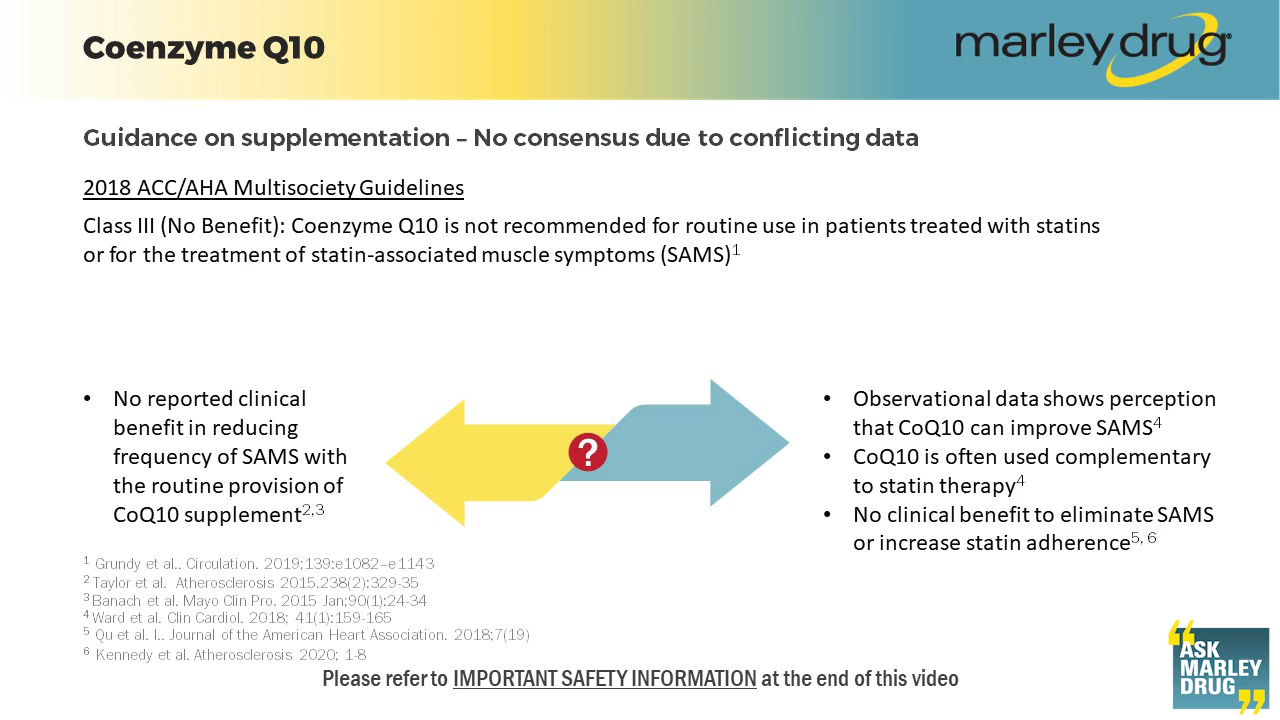 Coenzyme Q10
marley drug®
Guidance on supplementation – No consensus due to conflicting data
2018 ACC/AHA Multisociety Guidelines
Class III (No Benefit): Coenzyme Q10 is not recommended for routine use in patients treated with statins
or for the treatment of statin-associated muscle symptoms (SAMS)1
• No reported clinical
benefit in reducing
frequency of SAMS with
the routine provision of
CoQ10 supplement2,3
?
• Observational data shows perception
that CoQ10 can improve SAMS4
• CoQ10 is often used complementary
to statin therapy4
• No clinical benefit to eliminate SAMS
or increase statin adherence5, 6
1 Grundy et al.. Circulation. 2019;139:e1082–e1143
2 Taylor et al. Atherosclerosis 2015.238(2):329-35
3 Banach et al. Mayo Clin Pro. 2015 Jan;90(1):24-34
4 Ward et al. Clin Cardiol. 2018; 41(1):159-165
5 Qu et al. I.. Journal of the American Heart Association. 2018;7(19)
6 Kennedy et al. Atherosclerosis 2020; 1-8
Please refer to IMPORTANT SAFETY INFORMATION at the end of this video
“ASK
MARLEY
DRUG”